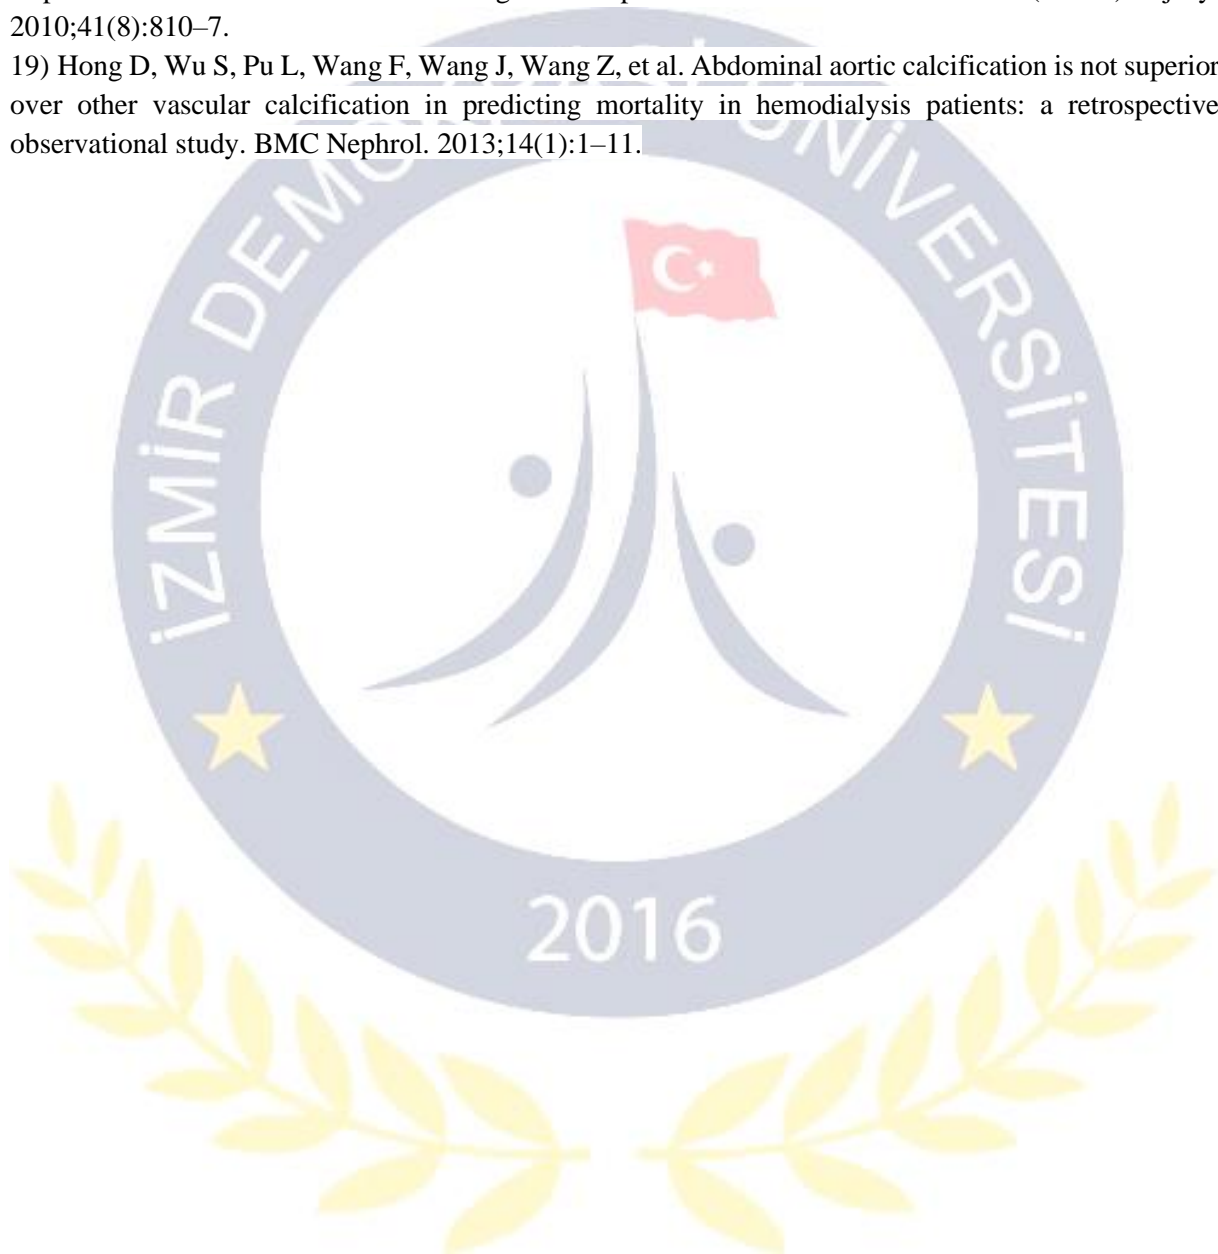 2010;41(8):810–7.
19) Hong D, Wu S, Pu L, Wang F, Wang J, Wang Z, et al. Abdominal aortic calcification is not superior
over other vascular calcification in predicting mortality in hemodialysis patients: a retrospective
observational study. BMC Nephrol. 2013;14(1):1–11.
İZMİR ÜNİVERSİTESİ
2016